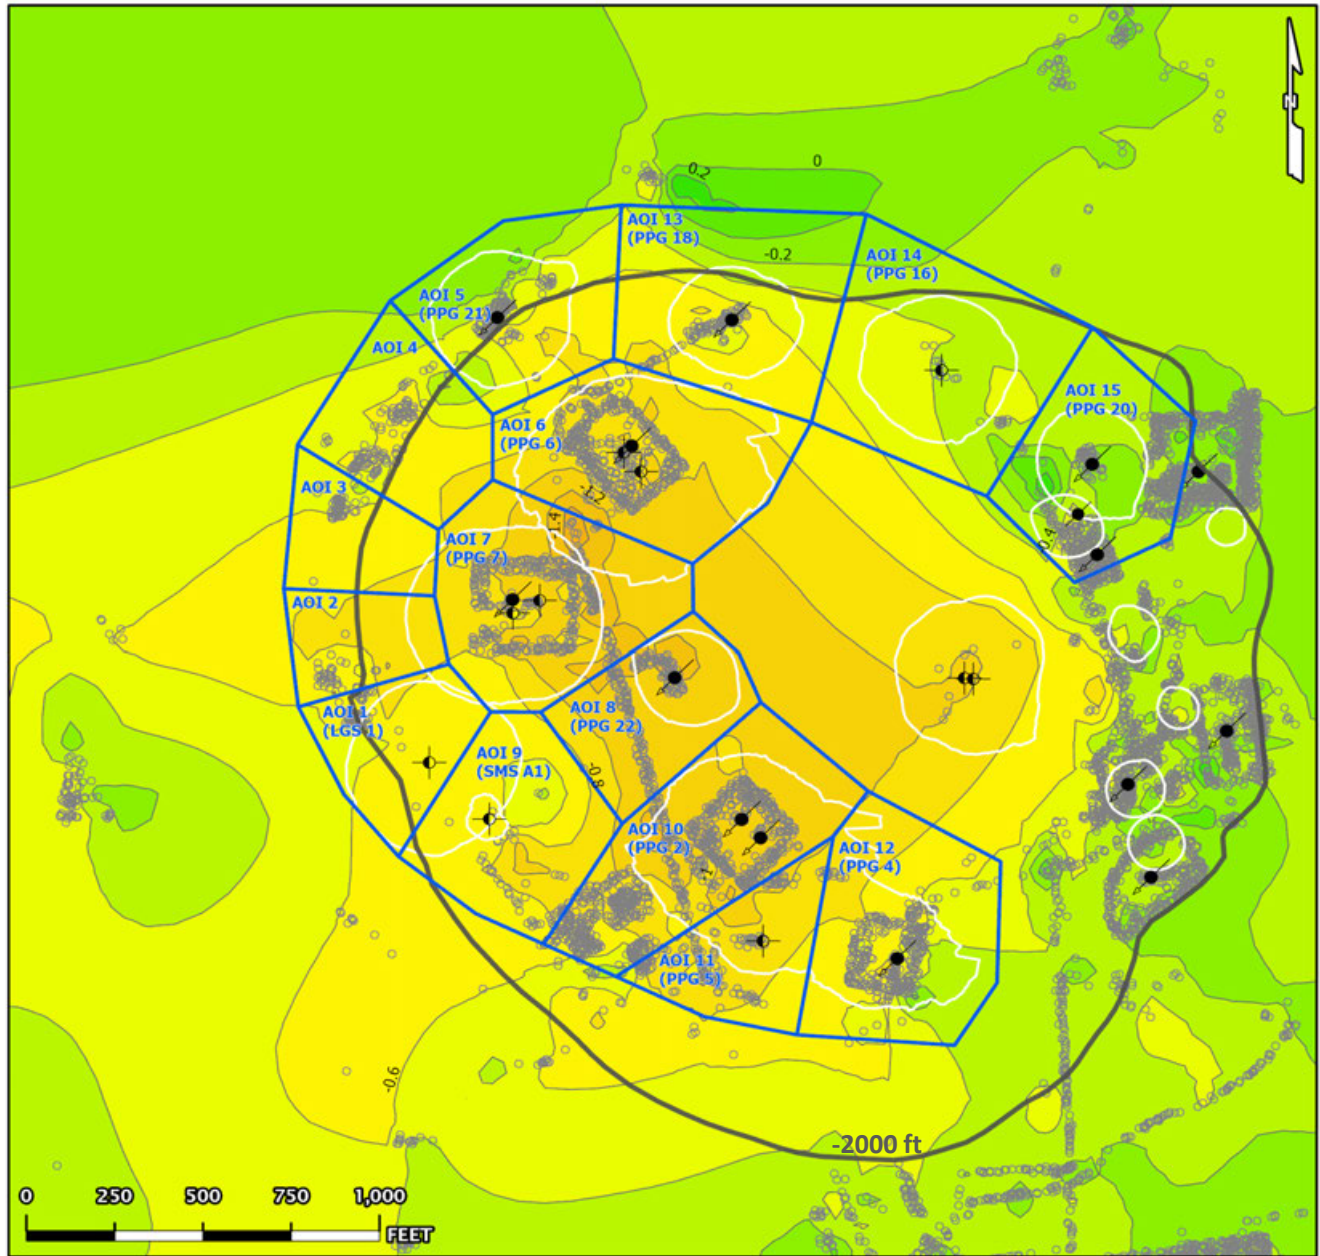 0
0.2
AOI 13
(PPG 18)
-0.2
AOI 14
(PPG 16)
AOI 5
(PPG 21)
AOI 4
AOI 15
(PPG 20)
AOI 6
(PPG 6)
AOI 3
-1.2
-1.4
AOI 7
(PPG 7)
-0.4
AOI 2
AOI 1
(LGS 1)
AOI 8
(PPG 22)
AOI 9
(SMS A1)
-0.8
AOI 10
(PPG 2)
AOI 12
(PPG 4)
-1
AOI 11
(PPG 5)
-0.6
-2000 ft
0 250 500 750 1,000
FEET
N